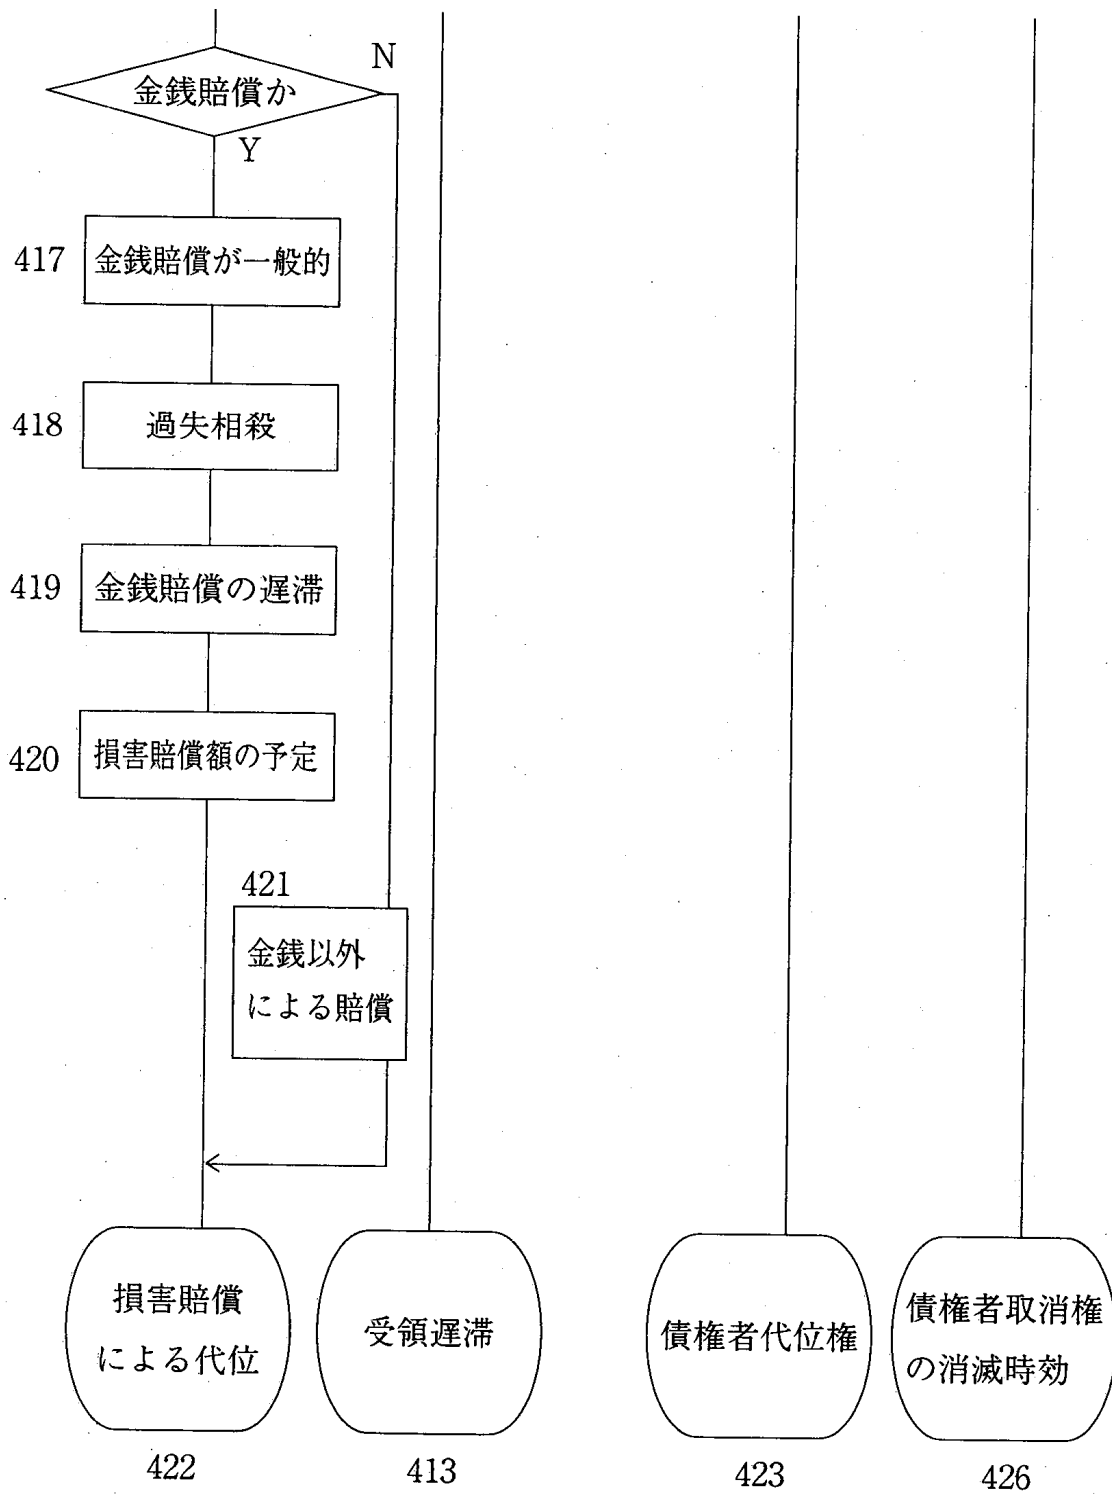 N
金銭賠償か
Y
417
金銭賠償が一般的
418
過失相殺
419
金銭賠償の遅滞
420
損害賠償額の予定
421
金銭以外
による賠償
損害賠償
による代位
422
受領遅滞
413
債権者代位権
423
債権者取消権
の消滅時効
426